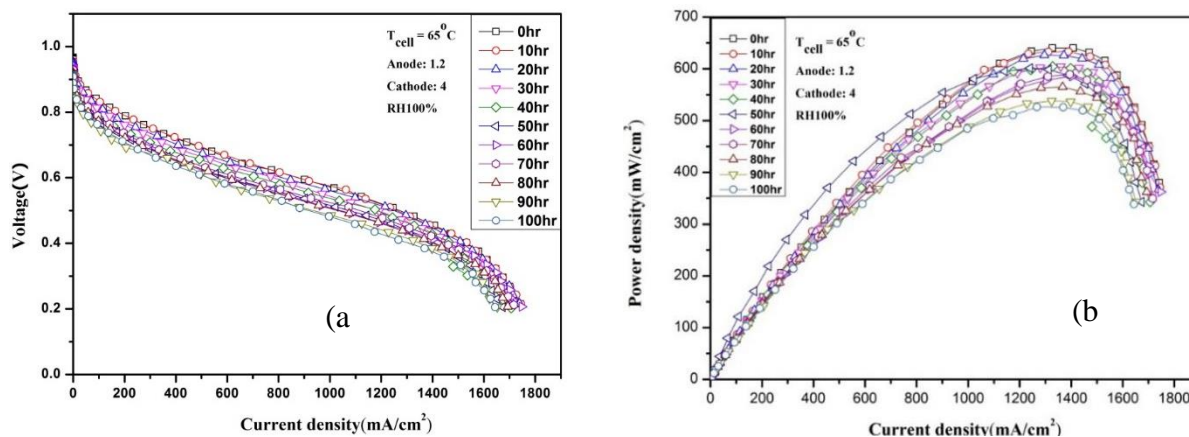 1.0
0.8
0.6
0.4
0.2
0.0
Voltage(V)
0 200 400 600 800 1000 1200 1400 1600 1800
Current density(mA/cm²)
T_cell = 65°C
Anode: 1.2
Cathode: 4
RH100%
0hr
10hr
20hr
30hr
40hr
50hr
60hr
70hr
80hr
90hr
100hr
(a
700
600
500
400
300
200
100
0
Power density(mW/cm²)
0 200 400 600 800 1000 1200 1400 1600 1800
Current density(mA/cm²)
0hr
10hr
20hr
30hr
40hr
50hr
60hr
70hr
80hr
90hr
100hr
T_cell = 65°C
Anode: 1.2
Cathode: 4
RH100%
(b